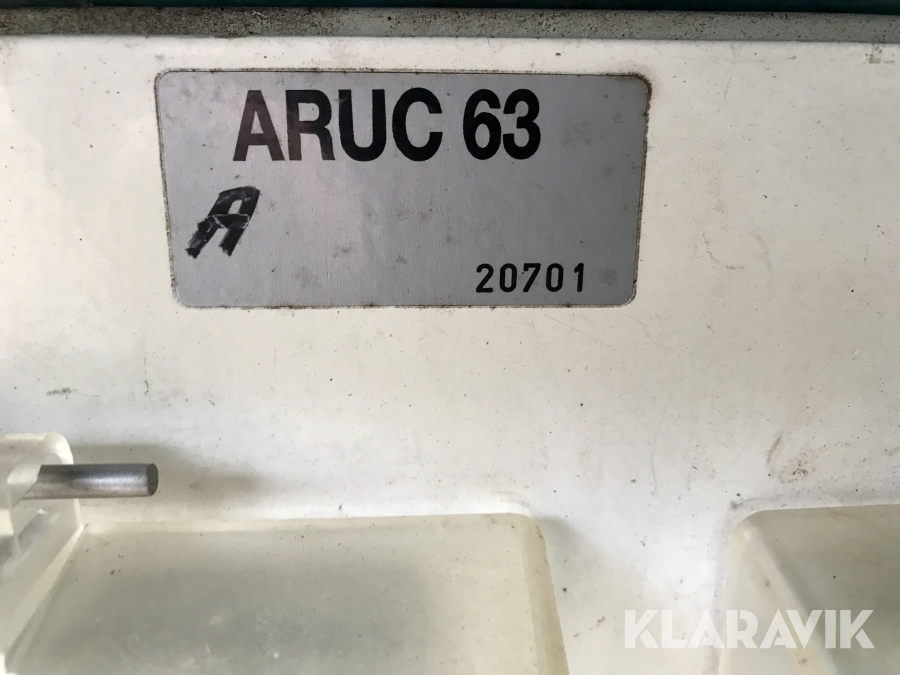 ARUC 63
A
20701
KLARAVIK